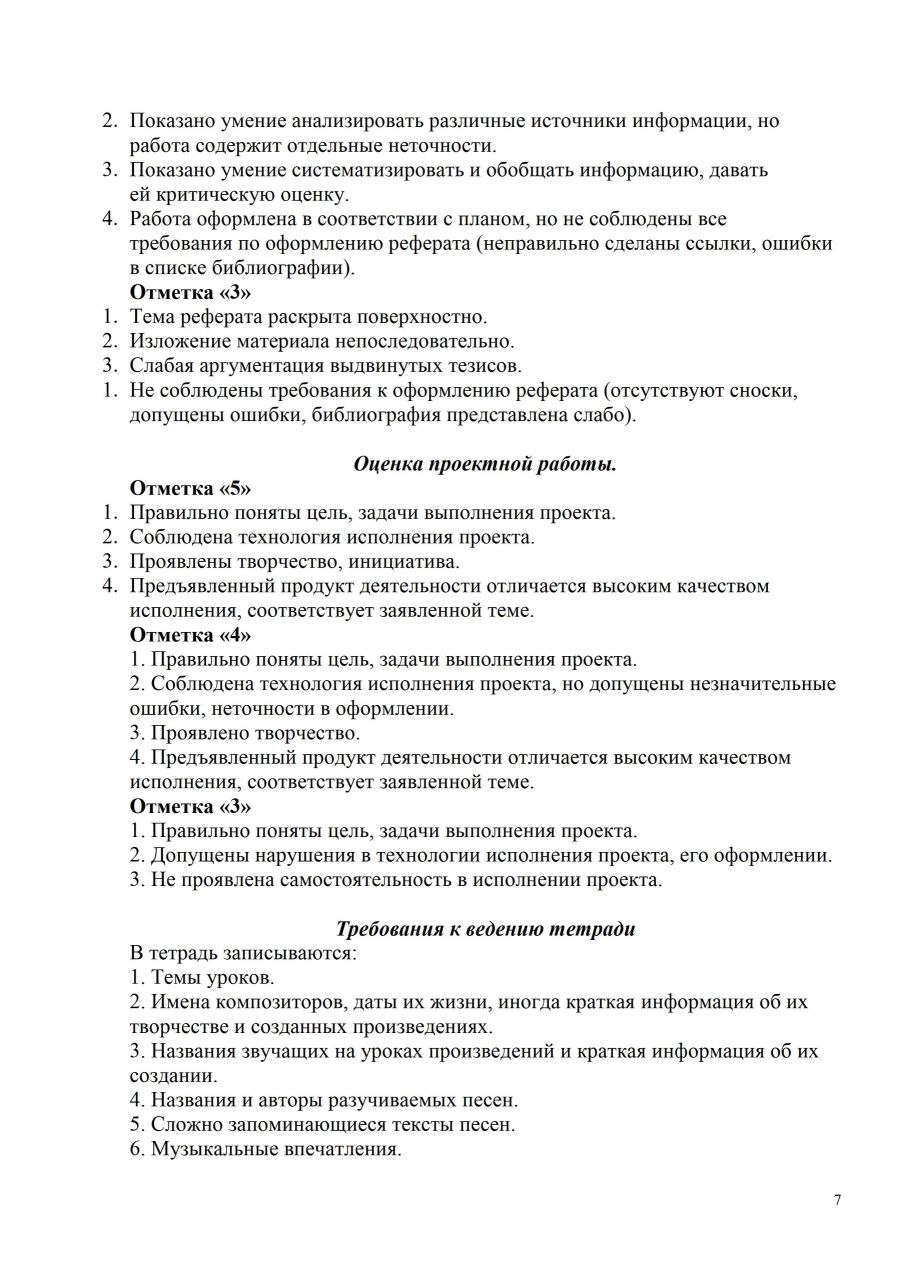 2. Показано умение анализировать различные источники информации, но
работа содержит отдельные неточности.
3. Показано умение систематизировать и обобщать информацию, давать
ей критическую оценку.
4. Работа оформлена в соответствии с планом, но не соблюдены все
требования по оформлению реферата (неправильно сделаны ссылки, ошибки
в списке библиографии).
Отметка «3»
1. Тема реферата раскрыта поверхностно.
2. Изложение материала непоследовательно.
3. Слабая аргументация выдвинутых тезисов.
1. Не соблюдены требования к оформлению реферата (отсутствуют сноски,
допущены ошибки, библиография представлена слабо).
Оценка проектной работы.
Отметка «5»
1. Правильно поняты цель, задачи выполнения проекта.
2. Соблюдена технология исполнения проекта.
3. Проявлены творчество, инициатива.
4. Предъявленный продукт деятельности отличается высоким качеством
исполнения, соответствует заявленной теме.
Отметка «4»
1. Правильно поняты цель, задачи выполнения проекта.
2. Соблюдена технология исполнения проекта, но допущены незначительные
ошибки, неточности в оформлении.
3. Проявлено творчество.
4. Предъявленный продукт деятельности отличается высоким качеством
исполнения, соответствует заявленной теме.
Отметка «3»
1. Правильно поняты цель, задачи выполнения проекта.
2. Допущены нарушения в технологии исполнения проекта, его оформлении.
3. Не проявлена самостоятельность в исполнении проекта.
Требования к ведению тетради
В тетрадь записываются:
1. Темы уроков.
2. Имена композиторов, даты их жизни, иногда краткая информация об их
творчестве и созданных произведениях.
3. Названия звучащих на уроках произведений и краткая информация об их
создании.
4. Названия и авторы разучиваемых песен.
5. Сложно запоминающиеся тексты песен.
6. Музыкальные впечатления.
7